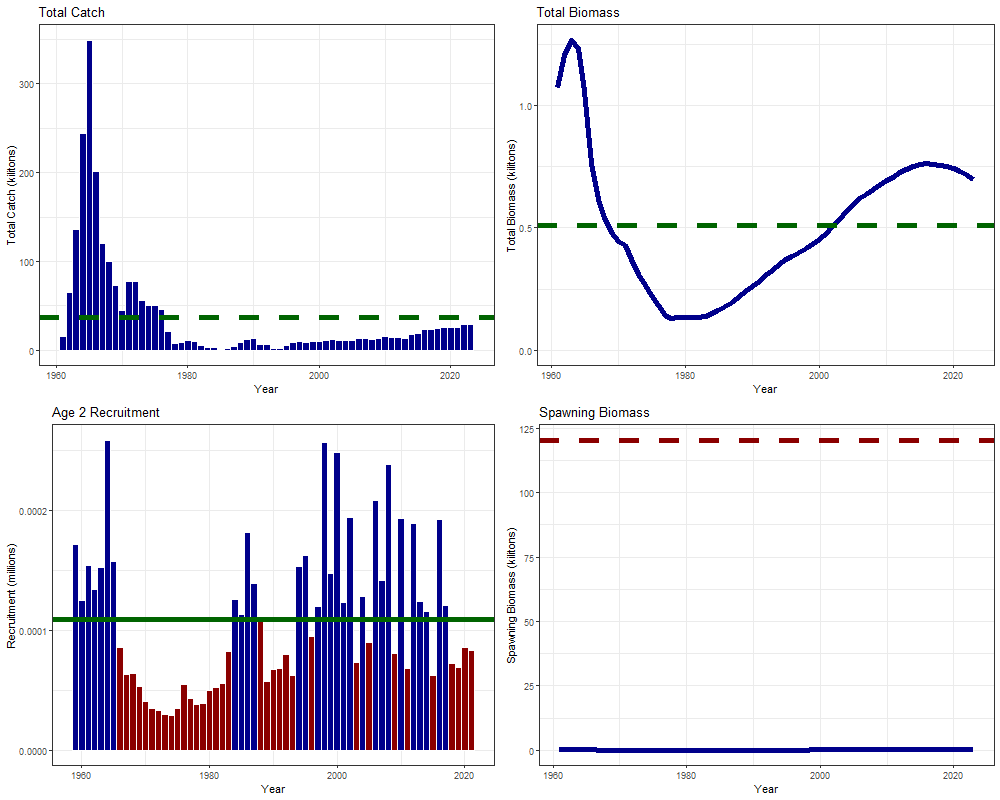 Total Catch
Total Catch (kilitons)
300
200
100
0
1960
1980
2000
2020
Year
Total Biomass
Total Biomass (kilitons)
1.0
0.5
0.0
1960
1980
2000
2020
Year
Age 2 Recruitment
Recruitment (millions)
0.0002
0.0001
0.0000
1960
1980
2000
2020
Year
Spawning Biomass
Spawning Biomass (kilitons)
125
100
75
50
25
0
1960
1980
2000
2020
Year